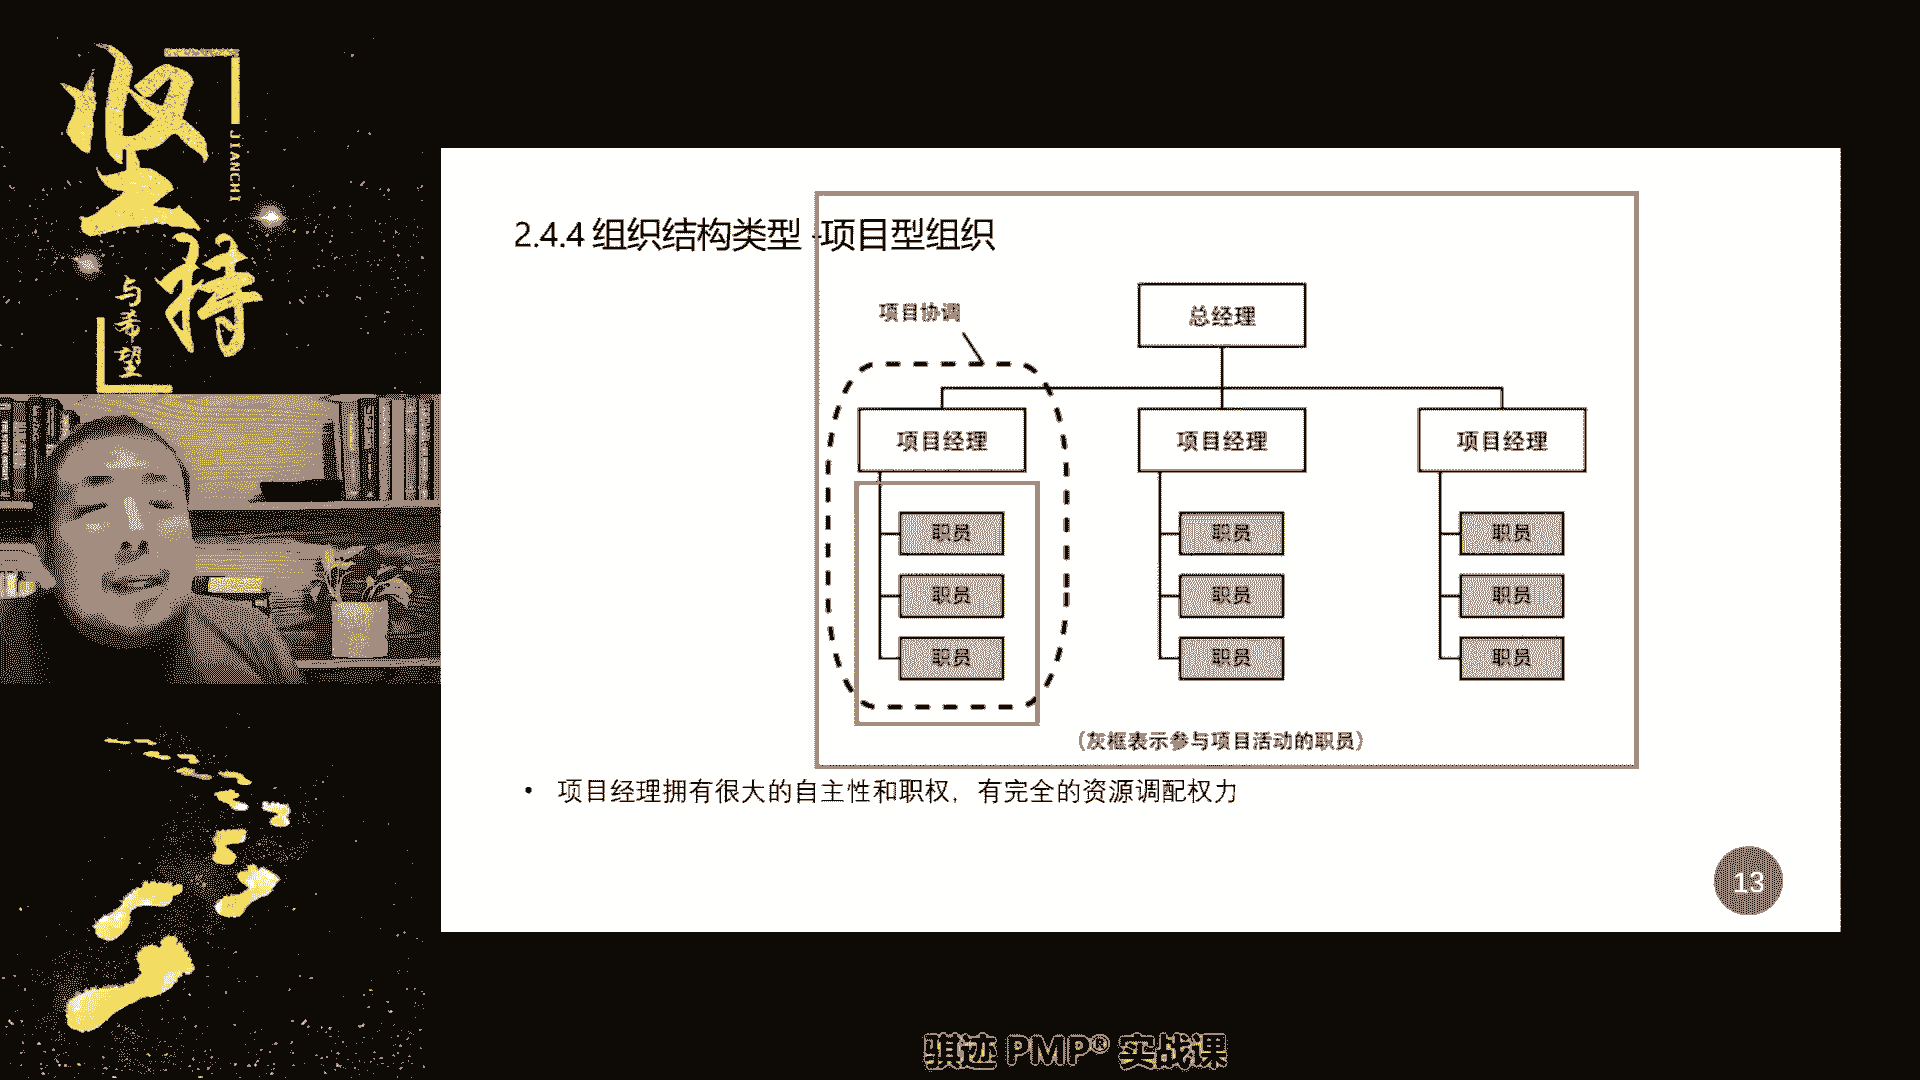 坚持
JIANCHI
与希望
2.4.4 组织结构类型 -项目型组织
项目协调
总经理
项目经理 项目经理 项目经理
职员 职员 职员
职员 职员 职员
职员 职员 职员
(灰框表示参与项目活动的职员)
• 项目经理拥有很大的自主性和职权，有完全的资源调配权力
13
骐迹 PMP® 实战课